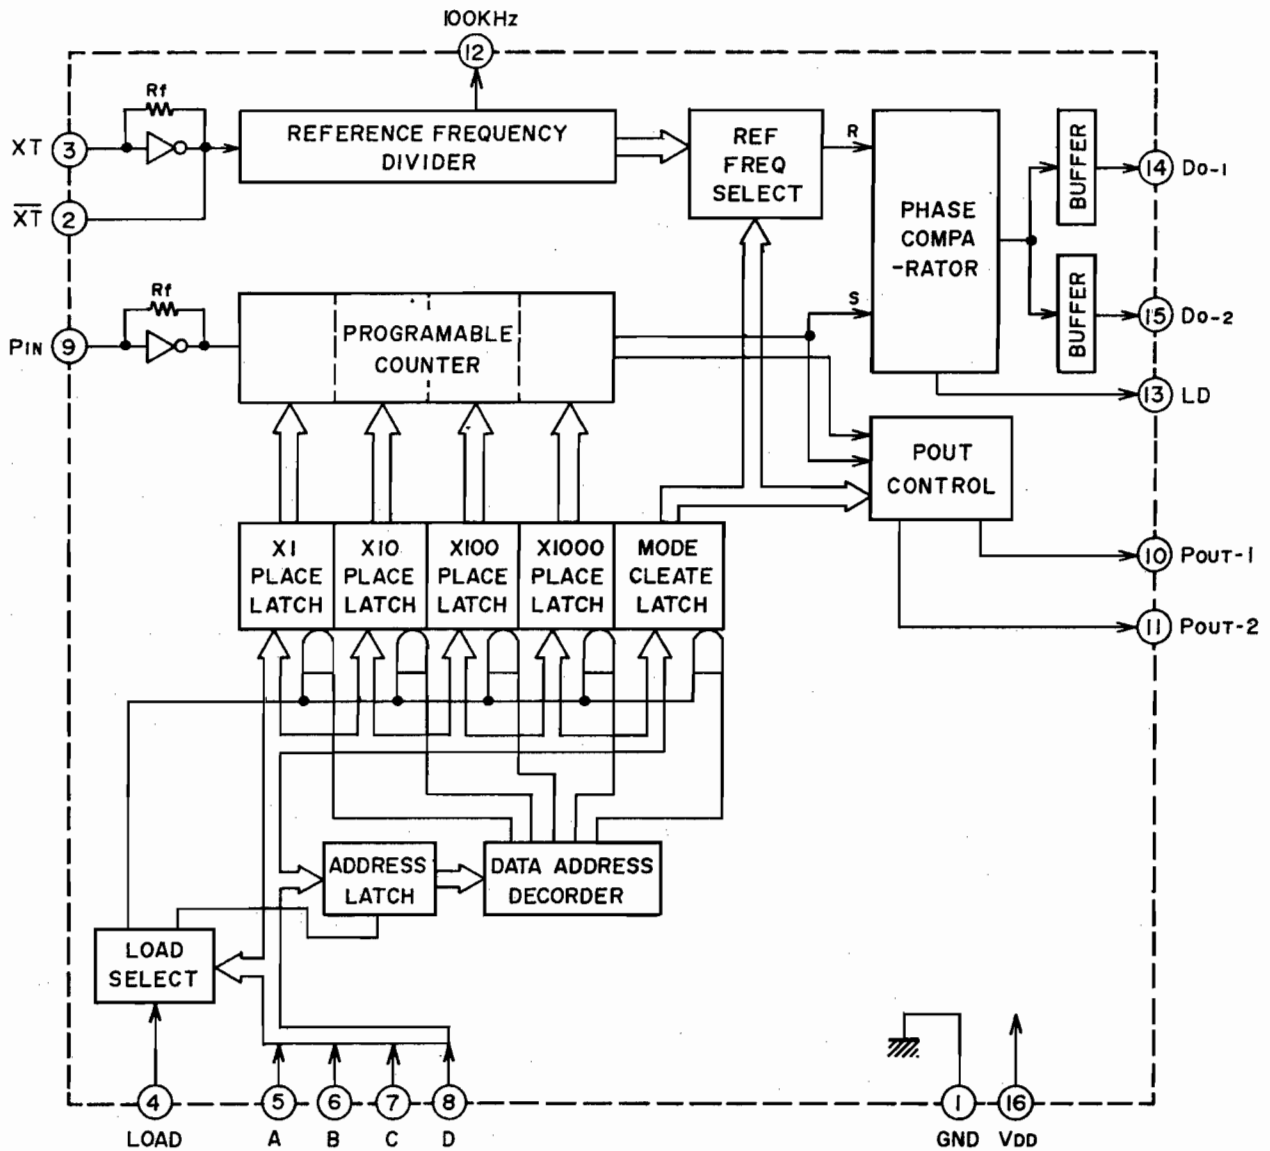 100KHz
12
Rf
XT 3
REFERENCE FREQUENCY
DIVIDER
REF
FREQ
SELECT
R
PHASE
COMPA
-RATOR
BUFFER
14 Do-1
XT 2
Rf
PIN 9
PROGRAMABLE
COUNTER
S
BUFFER
15 Do-2
13 LD
POUT
CONTROL
X1
PLACE
LATCH
X10
PLACE
LATCH
X100
PLACE
LATCH
X1000
PLACE
LATCH
MODE
CLEATE
LATCH
10 POUT-1
11 POUT-2
ADDRESS
LATCH
DATA ADDRESS
DECORDER
LOAD
SELECT
4 5 6 7 8 1 16
LOAD A B C D GND VDD